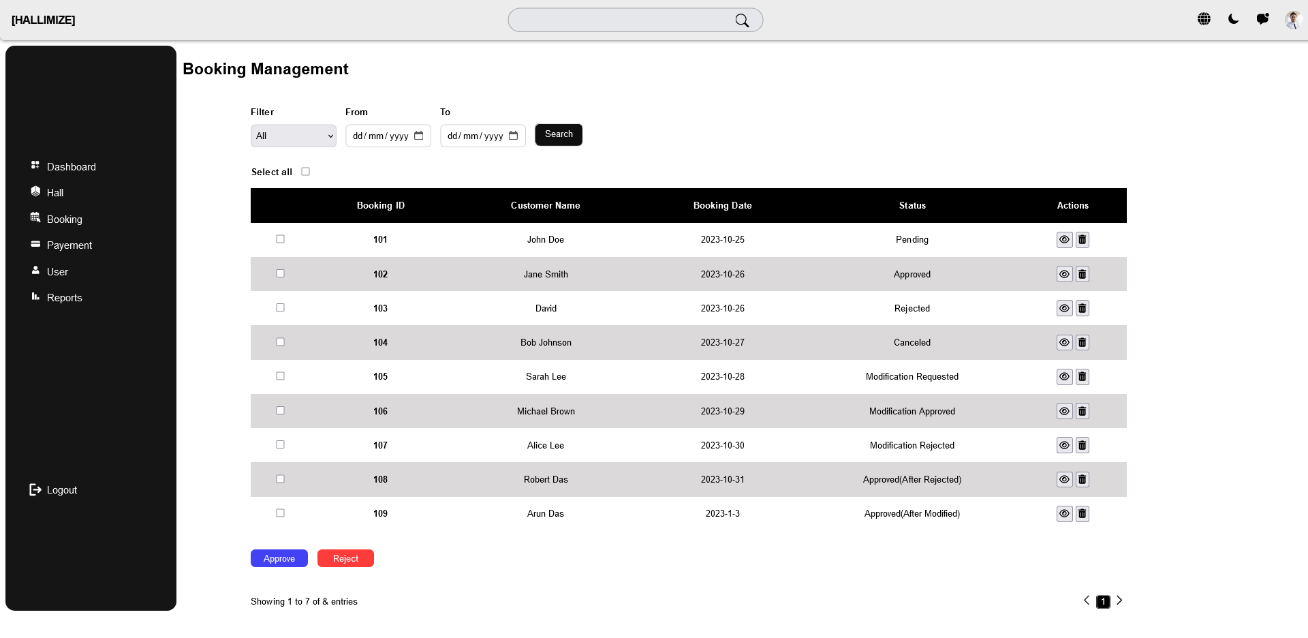 [HALLIMIZE]
Booking Management
Dashboard
Hall
Booking
Payement
User
Reports
Logout
Filter From To
All dd/mm/yyyy dd/mm/yyyy Search
Select all
Booking ID Customer Name Booking Date Status Actions
101 John Doe 2023-10-25 Pending
102 Jane Smith 2023-10-26 Approved
103 David 2023-10-26 Rejected
104 Bob Johnson 2023-10-27 Canceled
105 Sarah Lee 2023-10-28 Modification Requested
106 Michael Brown 2023-10-29 Modification Approved
107 Alice Lee 2023-10-30 Modification Rejected
108 Robert Das 2023-10-31 Approved(After Rejected)
109 Arun Das 2023-1-3 Approved(After Modified)
Approve Reject
Showing 1 to 7 of & entries 1